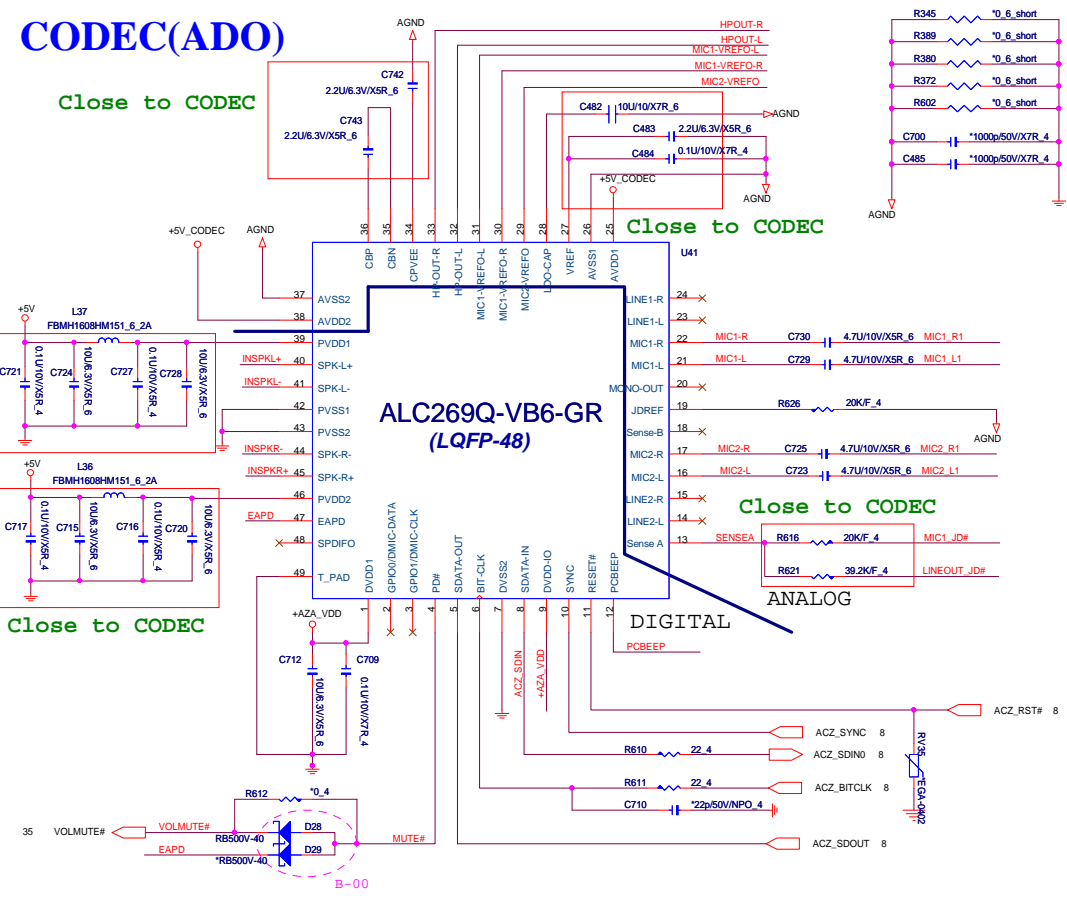 CODEC(ADO)
Close to CODEC
AGND
C742
2.2U/6.3V/X5R_6
C743
2.2U/6.3V/X5R_6
HPOUT-R
HPOUT-L
MIC1-VREFO-L
MIC1-VREFO-R
MIC2-VREFO
C482
10U/10/X7R_6
AGND
C483
2.2U/6.3V/X5R_6
C484
0.1U/10V/X7R_4
+5V_CODEC
AGND
Close to CODEC
R345
*0_6_short
R389
*0_6_short
R380
*0_6_short
R372
*0_6_short
R602
*0_6_short
C700
*1000p/50V/X7R_4
C485
*1000p/50V/X7R_4
AGND
36
35
34
33
32
31
30
29
28
27
26
25
CBP
CBN
CPVEE
HP-OUT-R
HP-OUT-L
MIC1-VREFO-L
MIC1-VREFO-R
MIC2-VREFO
LDO-CAP
VREF
AVSS1
AVDD1
U41
+5V_CODEC
AGND
37 AVSS2
38 AVDD2
39 PVDD1
INSPKL+ 40 SPK-L+
INSPKL- 41 SPK-L-
42 PVSS1
43 PVSS2
INSPKR- 44 SPK-R-
INSPKR+ 45 SPK-R+
46 PVDD2
EAPD 47 EAPD
48 SPDIFO
49 T_PAD
+5V
L37
FBMH1608HM151_6_2A
C721
0.1U/10V/X5R_4
C724
10U/6.3V/X5R_6
C727
0.1U/10V/X5R_4
C728
10U/6.3V/X5R_6
+5V
L36
FBMH1608HM151_6_2A
C717
0.1U/10V/X5R_4
C715
10U/6.3V/X5R_6
C716
0.1U/10V/X5R_4
C720
10U/6.3V/X5R_6
Close to CODEC
ALC269Q-VB6-GR
(LQFP-48)
LINE1-R 24
LINE1-L 23
MIC1-R 22 MIC1-R C730 4.7U/10V/X5R_6 MIC1_R1
MIC1-L 21 MIC1-L C729 4.7U/10V/X5R_6 MIC1_L1
MONO-OUT 20
JDREF 19 R626 20K/F_4
AGND
Sense-B 18
MIC2-R 17 MIC2-R C725 4.7U/10V/X5R_6 MIC2_R1
MIC2-L 16 MIC2-L C723 4.7U/10V/X5R_6 MIC2_L1
LINE2-R 15
LINE2-L 14
Close to CODEC
Sense A 13 SENSEA R616 20K/F_4 MIC1_JD#
R621 39.2K/F_4 LINEOUT_JD#
ANALOG
DIGITAL
DVDD1
GPIO0/DMIC-DATA
GPIO1/DMIC-CLK
PD#
SDATA-OUT
BIT-CLK
DVSS2
SDATA-IN
DVDD-IO
SYNC
RESET#
PCBEEP
1
2
3
4
5
6
7
8
9
10
11
12
PCBEEP
+AZA_VDD
C712
10U/6.3V/X5R_6
C709
0.1U/10V/X7R_4
ACZ_SDIN
+AZA_VDD
ACZ_RST# 8
ACZ_SYNC 8
R610 22_4 ACZ_SDIN0 8
R611 22_4 ACZ_BITCLK 8
C710 *22p/50V/NPO_4
ACZ_SDOUT 8
RV35
*EGA-0402
R612 *0_4
35 VOLMUTE# VOLMUTE# D28
RB500V-40
EAPD D29
*RB500V-40
MUTE#
B-00